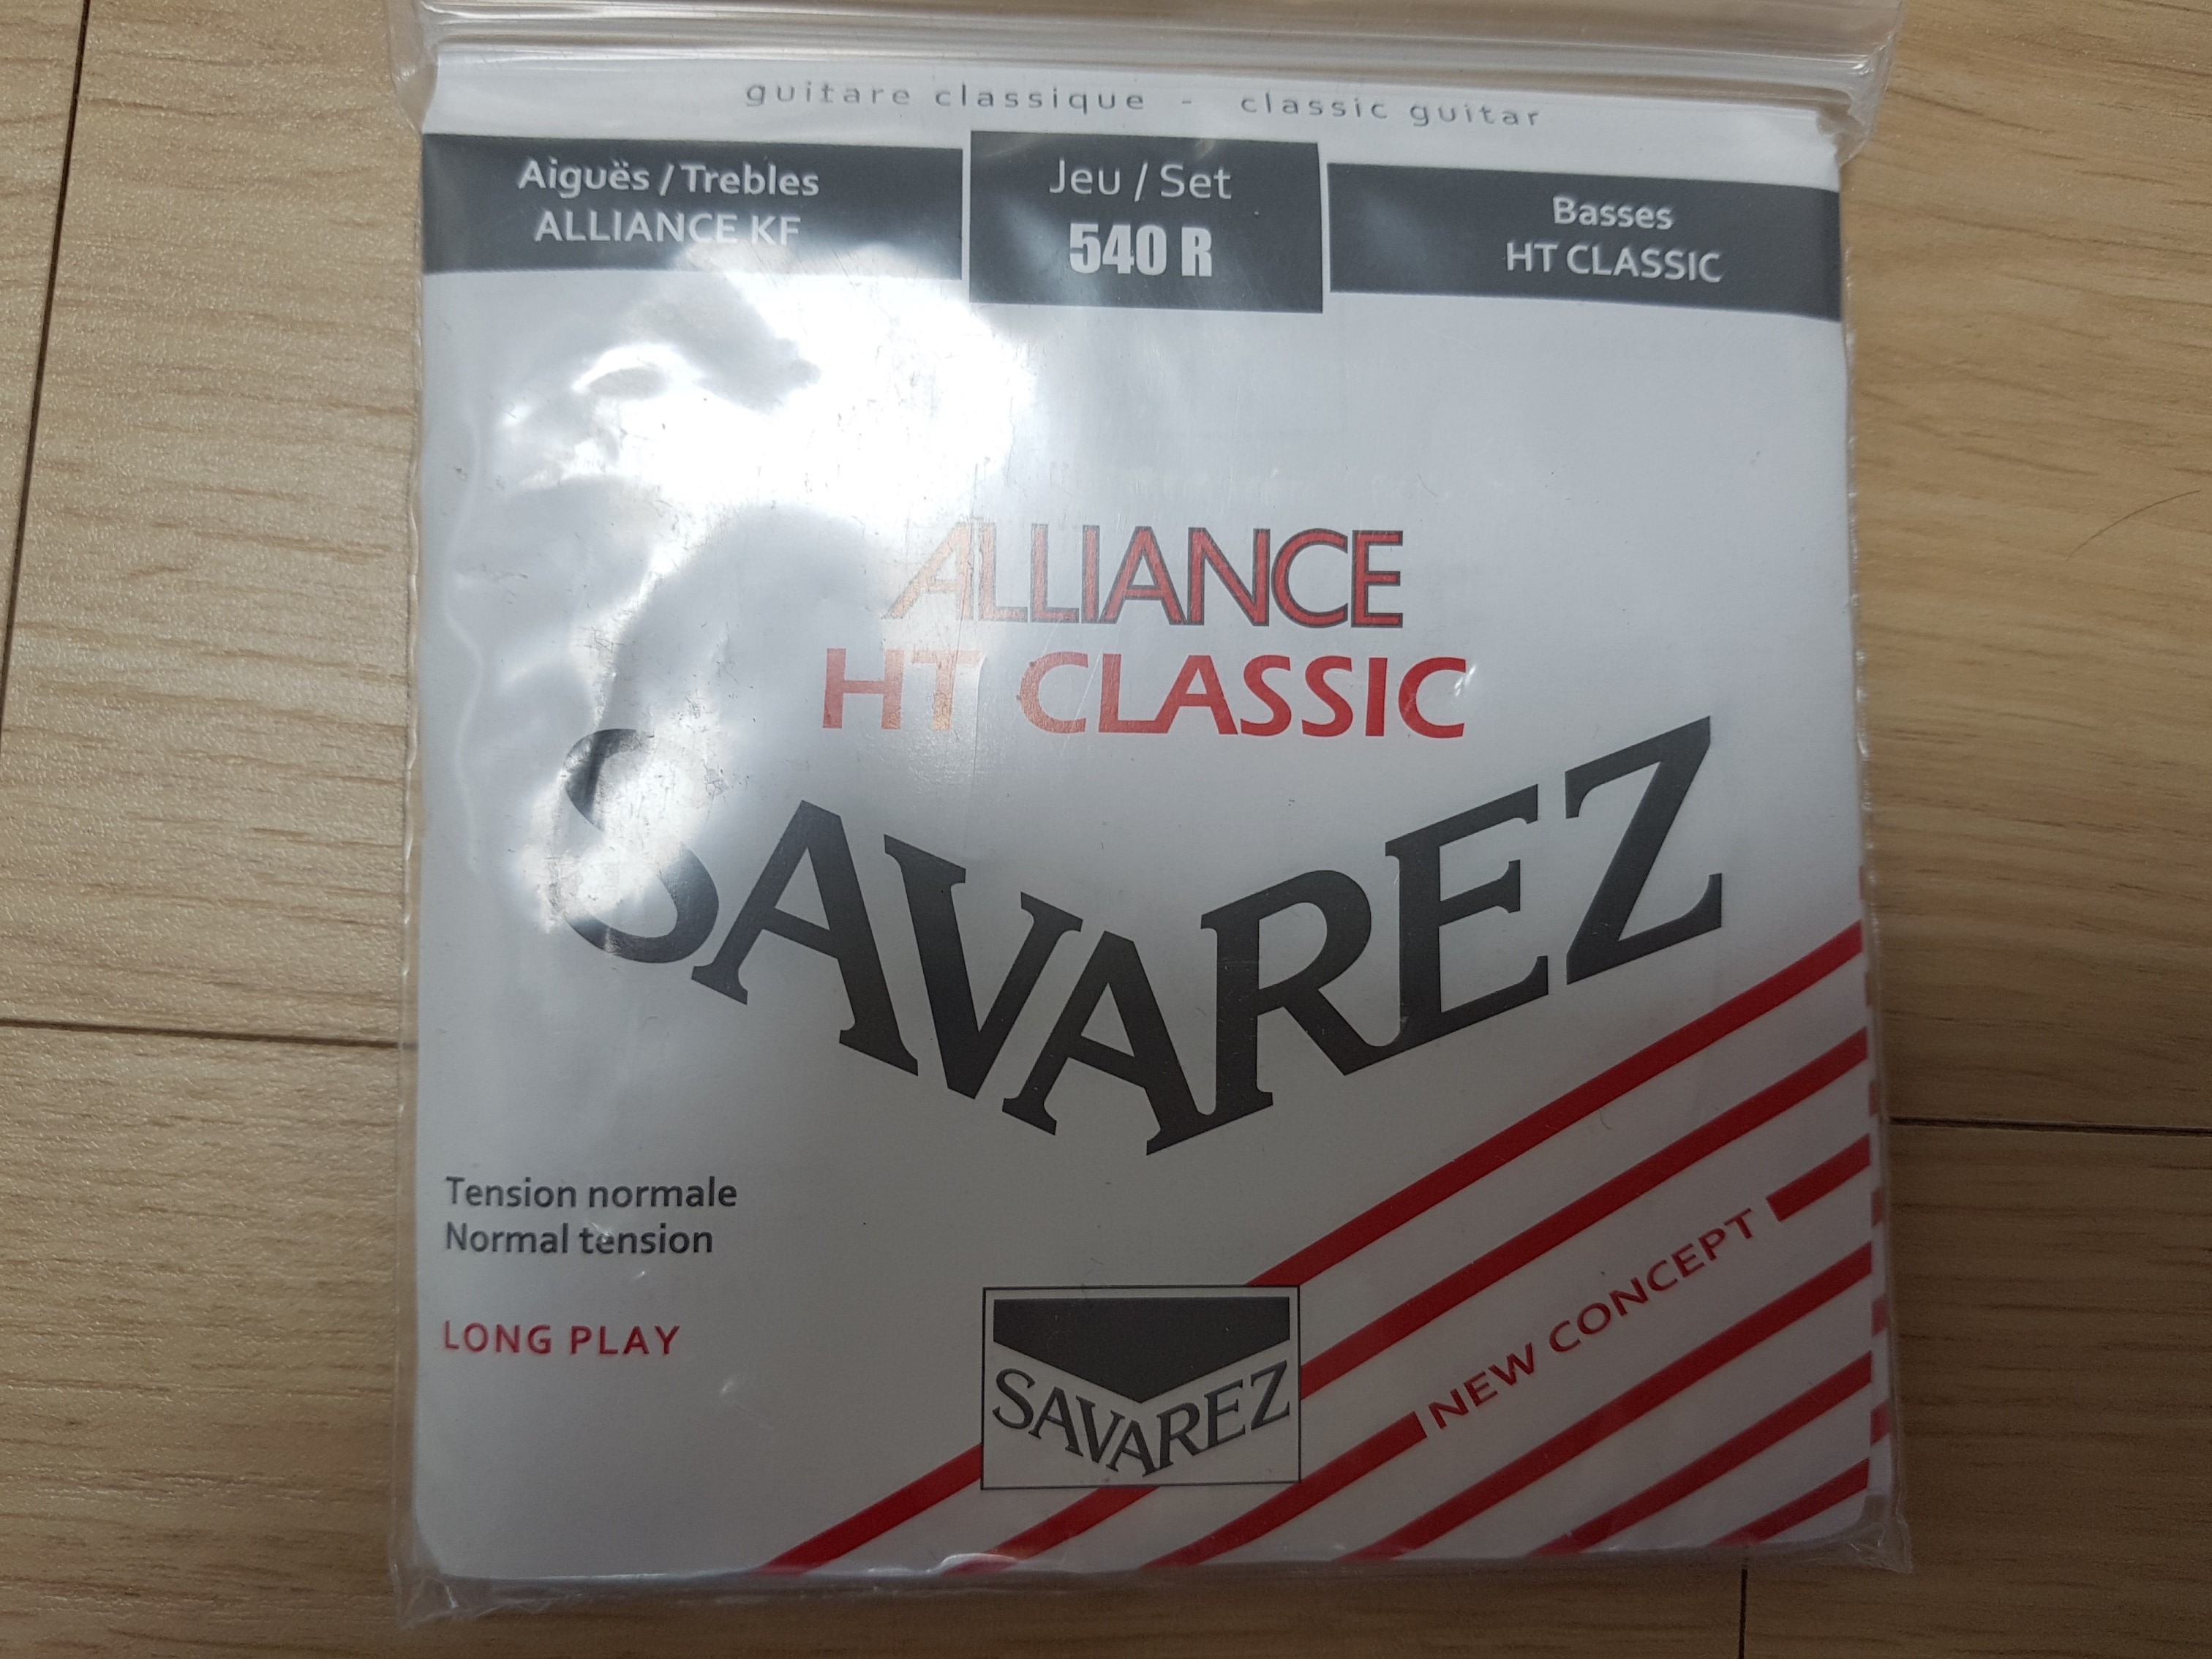 guitare classique - classic guitar
Aiguës / Trebles
ALLIANCE KF
Jeu / Set
540 R
Basses
HT CLASSIC
ALLIANCE
HT CLASSIC
SAVAREZ
Tension normale
Normal tension
LONG PLAY
NEW CONCEPT
SAVAREZ